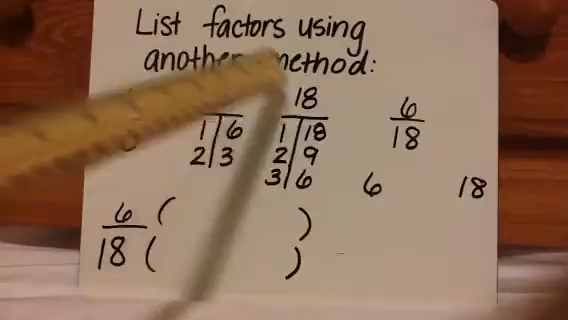 List factors using
another method:
18
6
18
1 6
2 3
1 18
2 9
3 6
6
18
6 (          )
18 (          )